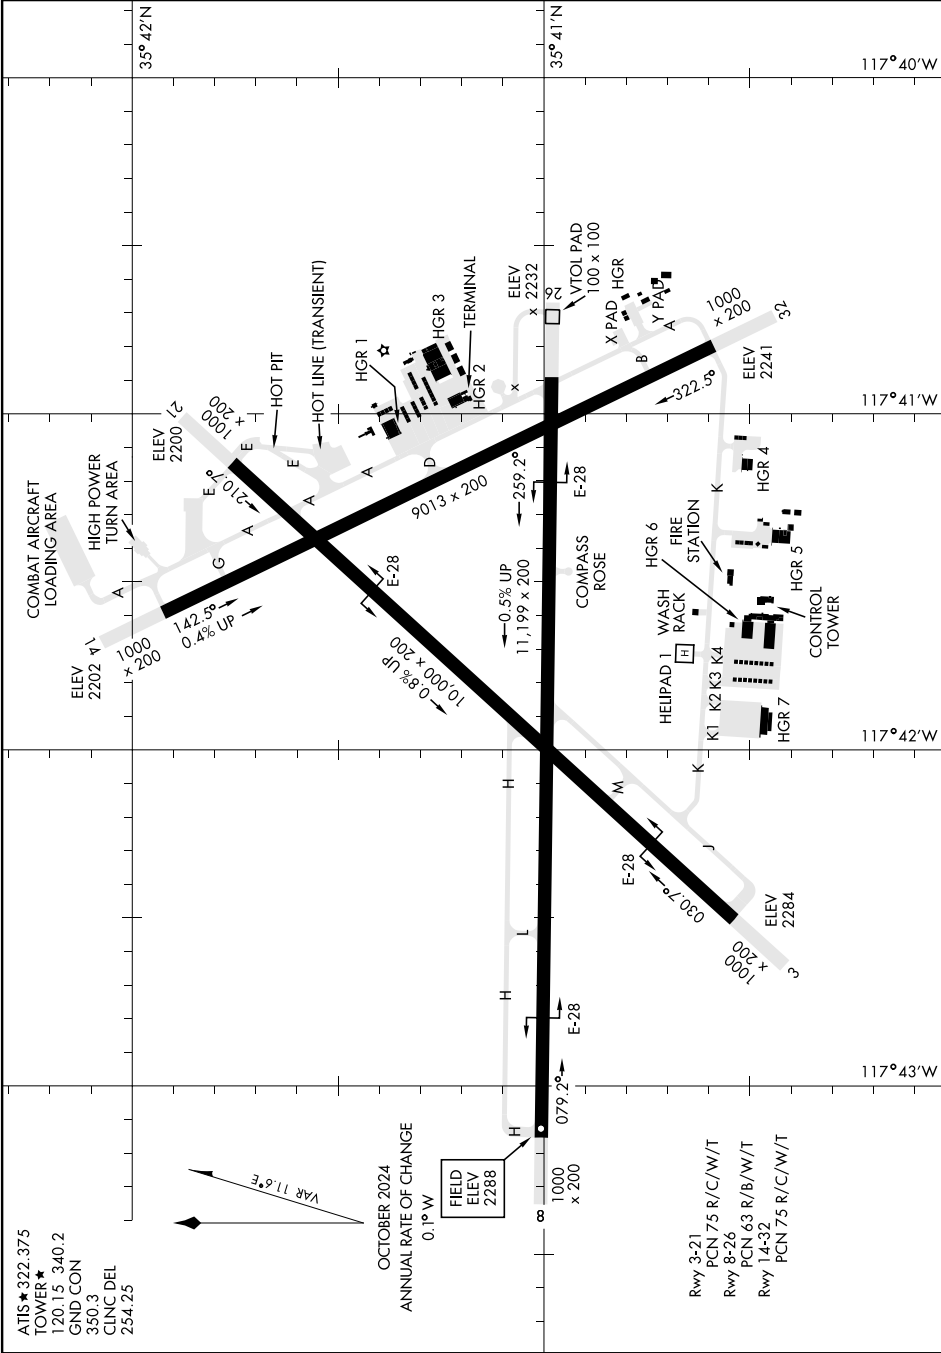 ATIS ★ 322.375
TOWER ★
120.15 340.2
GND CON
350.3
CLNC DEL
254.25
VAR 11.6° E
OCTOBER 2024
ANNUAL RATE OF CHANGE
0.1° W
FIELD
ELEV
2288
8
1000
x 200
079.2°
Rwy 3-21
PCN 75 R/C/W/T
Rwy 8-26
PCN 63 R/B/W/T
Rwy 14-32
PCN 75 R/C/W/T
35° 42'N
35° 41'N
117° 40'W
117° 41'W
117° 42'W
117° 43'W
COMBAT AIRCRAFT
LOADING AREA
HIGH POWER
TURN AREA
ELEV
2202
14
1000
x 200
142.5°
0.4% UP
A
G
A
A
A
D
E
E
E
ELEV
2200
21
1000
x 200
210.7°
HOT PIT
HOT LINE (TRANSIENT)
HGR 1
HGR 3
HGR 2
TERMINAL
9013 x 200
E-28
0.8% UP
10,000 x 200
ELEV
2232
x
x
26
VTOL PAD
100 x 100
X PAD
HGR
Y PAD
A
B
1000
x 200
32
ELEV
2241
322.5°
259.2°
E-28
0.5% UP
11,199 x 200
COMPASS
ROSE
H
H
H
L
E-28
M
J
K
K
E-28
030.7°
ELEV
2284
1000
x 200
3
HELIPAD 1
H
WASH
RACK
HGR 6
FIRE
STATION
K1
K2
K3
K4
HGR 7
CONTROL
TOWER
HGR 5
HGR 4